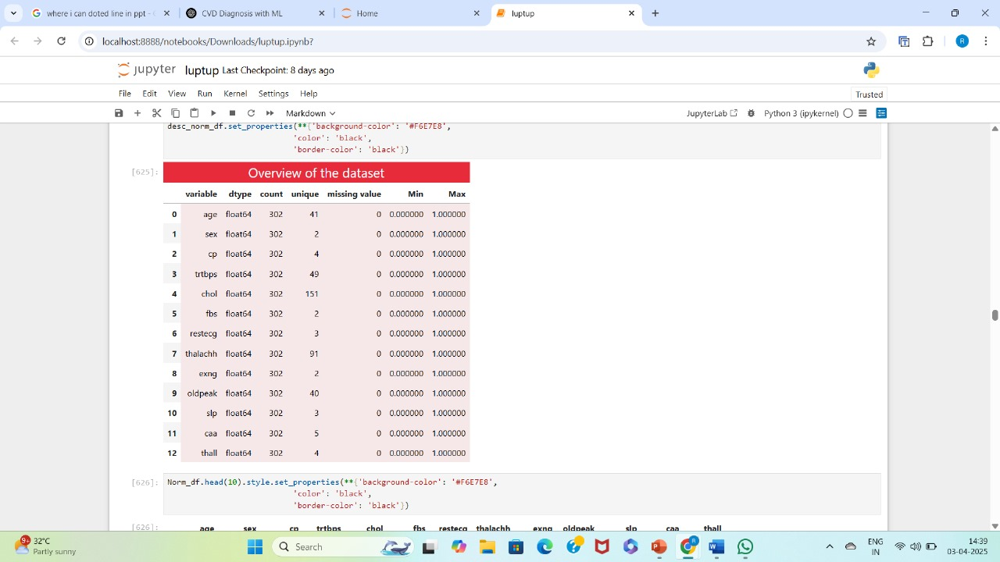 where i can doted line in ppt - 
CVD Diagnosis with ML
Home
luptup
localhost:8888/notebooks/Downloads/luptup.ipynb?
R
jupyter luptup Last Checkpoint: 8 days ago
File Edit View Run Kernel Settings Help
Trusted
Markdown
JupyterLab
Python 3 (ipykernel)
desc_norm_df.set_properties(**{'background-color': '#F6E7E8',
'color': 'black',
'border-color': 'black'})
[625]:
Overview of the dataset
variable dtype count unique missing value Min Max
0 age float64 302 41 0 0.000000 1.000000
1 sex float64 302 2 0 0.000000 1.000000
2 cp float64 302 4 0 0.000000 1.000000
3 trtbps float64 302 49 0 0.000000 1.000000
4 chol float64 302 151 0 0.000000 1.000000
5 fbs float64 302 2 0 0.000000 1.000000
6 restecg float64 302 3 0 0.000000 1.000000
7 thalachh float64 302 91 0 0.000000 1.000000
8 exng float64 302 2 0 0.000000 1.000000
9 oldpeak float64 302 40 0 0.000000 1.000000
10 slp float64 302 3 0 0.000000 1.000000
11 caa float64 302 5 0 0.000000 1.000000
12 thall float64 302 4 0 0.000000 1.000000
[626]: Norm_df.head(10).style.set_properties(**{'background-color': '#F6E7E8',
'color': 'black',
'border-color': 'black'})
[626]: age sex cp trtbps chol fbs restecg thalachh exng oldpeak slp caa thall
9+
32°C
Partly sunny
Search
ENG
IN
14:39
03-04-2025